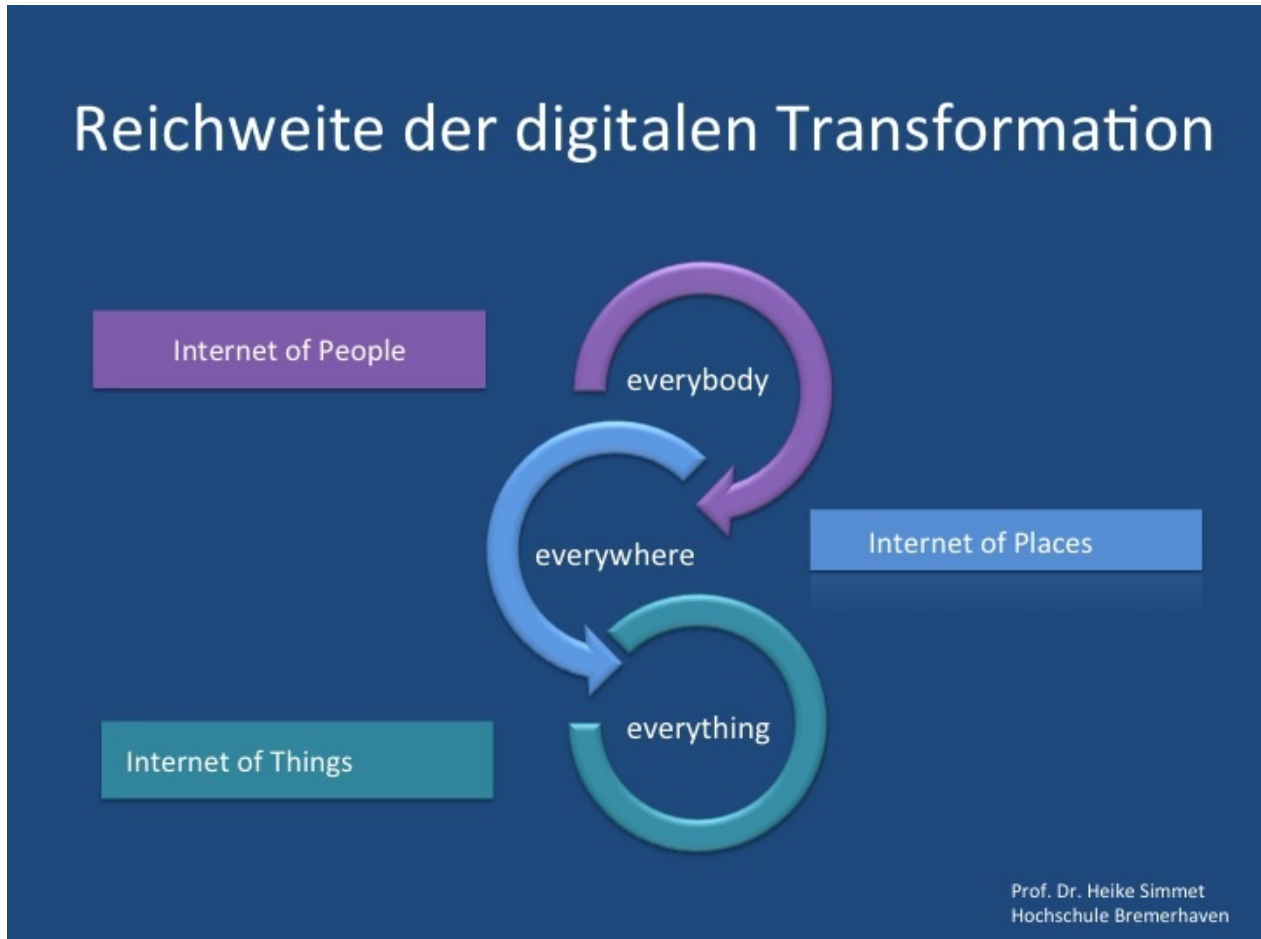 Reichweite der digitalen Transformation
Internet of People
everybody
everywhere
Internet of Places
everything
Internet of Things
Prof. Dr. Heike Simmet
Hochschule Bremerhaven